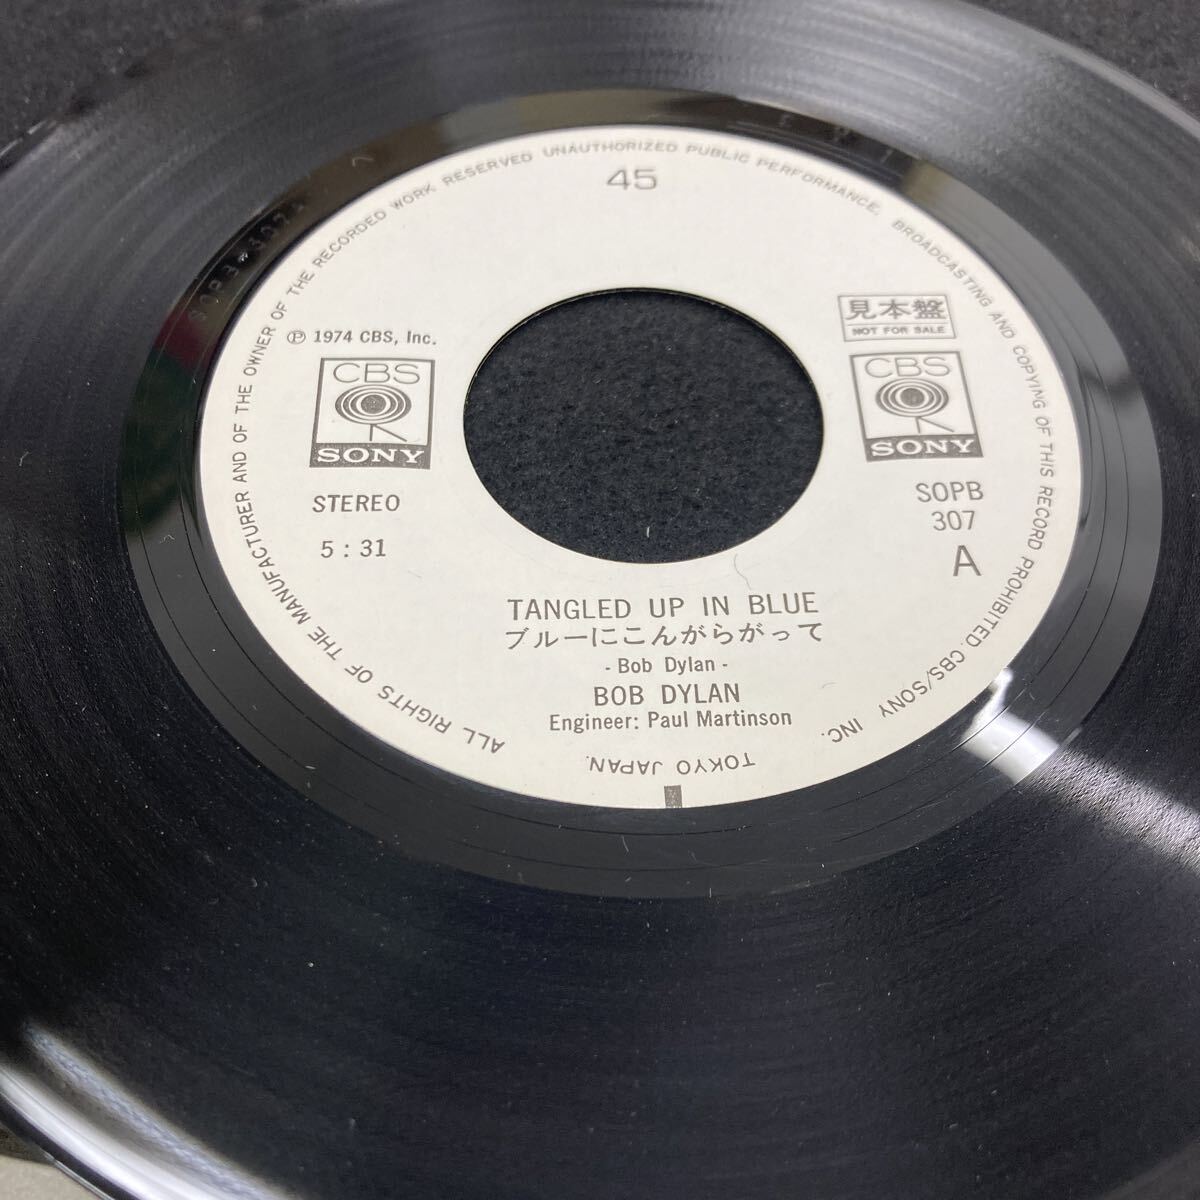 ALL RIGHTS OF THE MANUFACTURER AND OF THE OWNER OF THE RECORDED WORK RESERVED UNAUTHORIZED PUBLIC PERFORMANCE, BROADCASTING AND COPYING OF THIS RECORD PROHIBITED. CBS/SONY INC.
TOKYO JAPAN.
45
℗ 1974 CBS, Inc.
見本盤
NOT FOR SALE
CBS
SONY
CBS
SONY
STEREO
5 : 31
SOPB
307
A
TANGLED UP IN BLUE
ブルーにこんがらがって
- Bob Dylan -
BOB DYLAN
Engineer: Paul Martinson